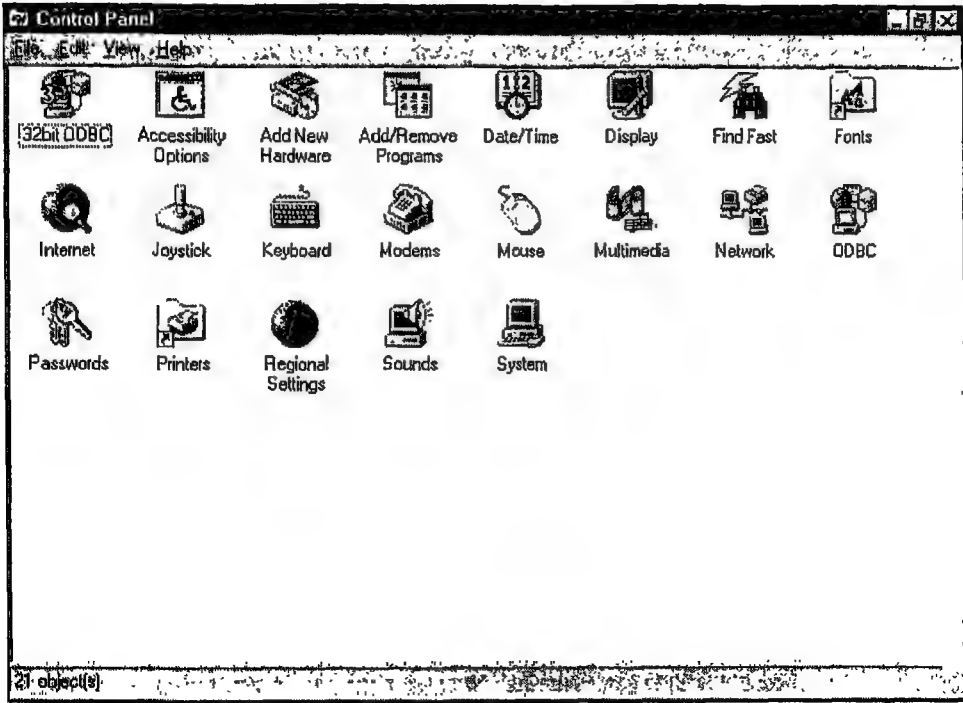 Control Panel
File Edit View Help
32bit ODBC
Accessibility Options
Add New Hardware
Add/Remove Programs
Date/Time
Display
Find Fast
Fonts
Internet
Joystick
Keyboard
Modems
Mouse
Multimedia
Network
ODBC
Passwords
Printers
Regional Settings
Sounds
System
21 object(s)